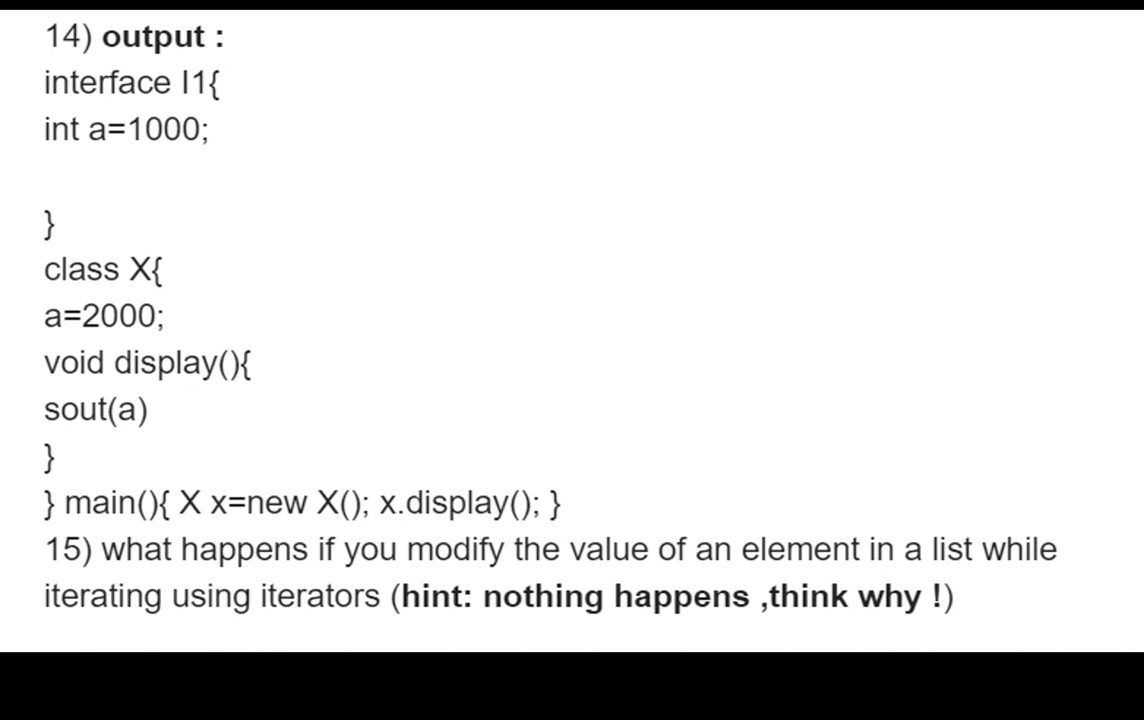 14) output :
interface I1{
int a=1000;
}
class X{
a=2000;
void display(){
sout(a)
}
} main(){ X x=new X(); x.display(); }
15) what happens if you modify the value of an element in a list while
iterating using iterators (hint: nothing happens ,think why !)